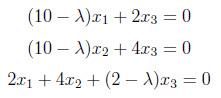 (10 − λ)x₁ + 2x₃ = 0
(10 − λ)x₂ + 4x₃ = 0
2x₁ + 4x₂ + (2 − λ)x₃ = 0